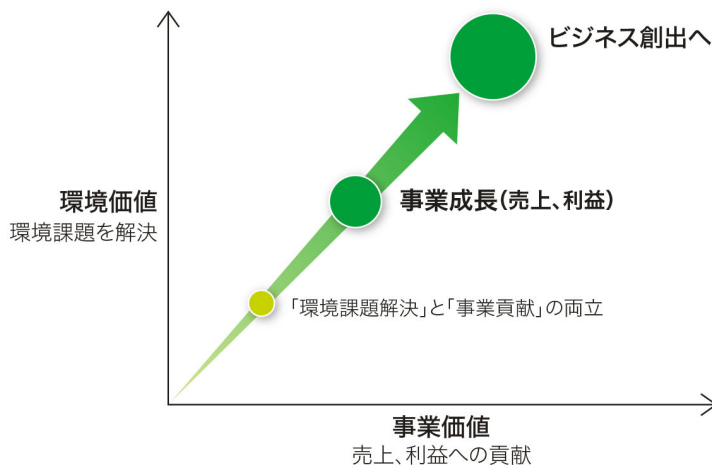 ビジネス創出へ
環境価値
環境課題を解決
事業成長(売上、利益)
「環境課題解決」と「事業貢献」の両立
事業価値
売上、利益への貢献